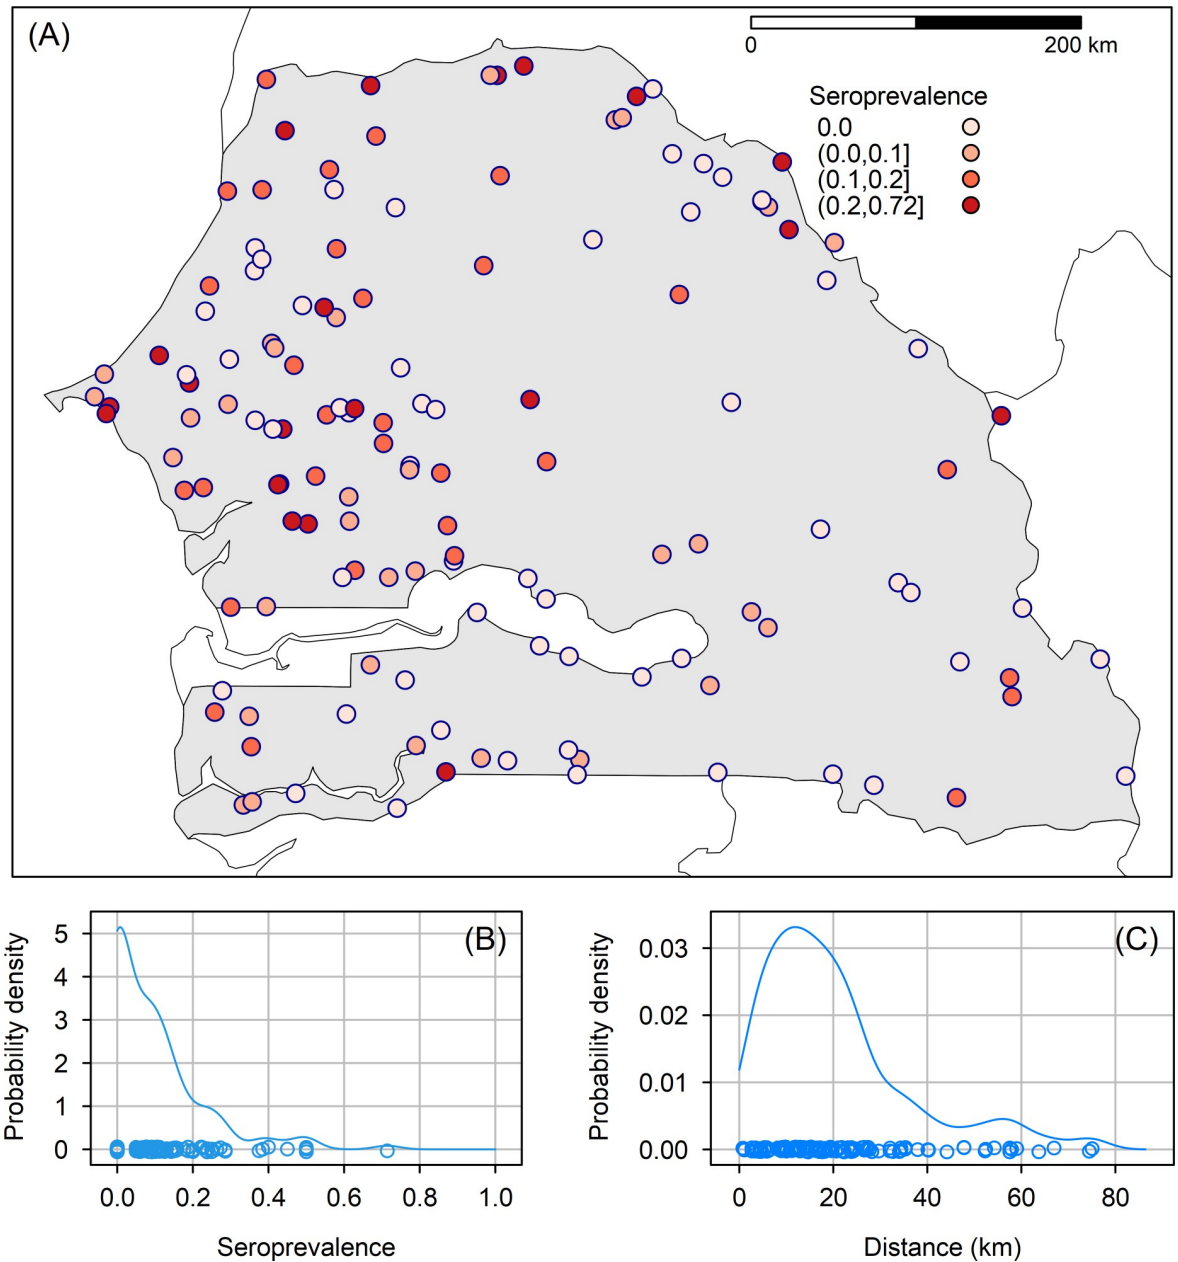 (A)
0 200 km
Seroprevalence
0.0
(0.0,0.1]
(0.1,0.2]
(0.2,0.72]
(B)
Probability density
5
4
3
2
1
0
0.0 0.2 0.4 0.6 0.8 1.0
Seroprevalence
(C)
Probability density
0.03
0.02
0.01
0.00
0 20 40 60 80
Distance (km)